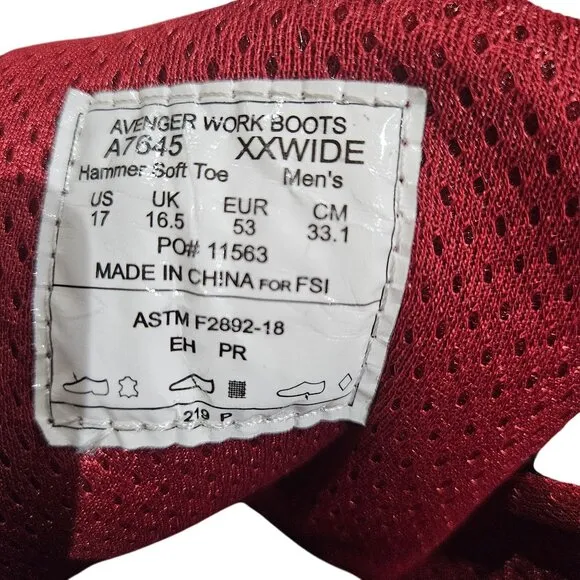 AVENGER WORK BOOTS
A7645 XXWIDE
Hammer Soft Toe Men's
US UK EUR CM
17 16.5 53 33.1
PO# 11563
MADE IN CHINA FOR FSI
ASTM F2892-18
EH PR
219 P